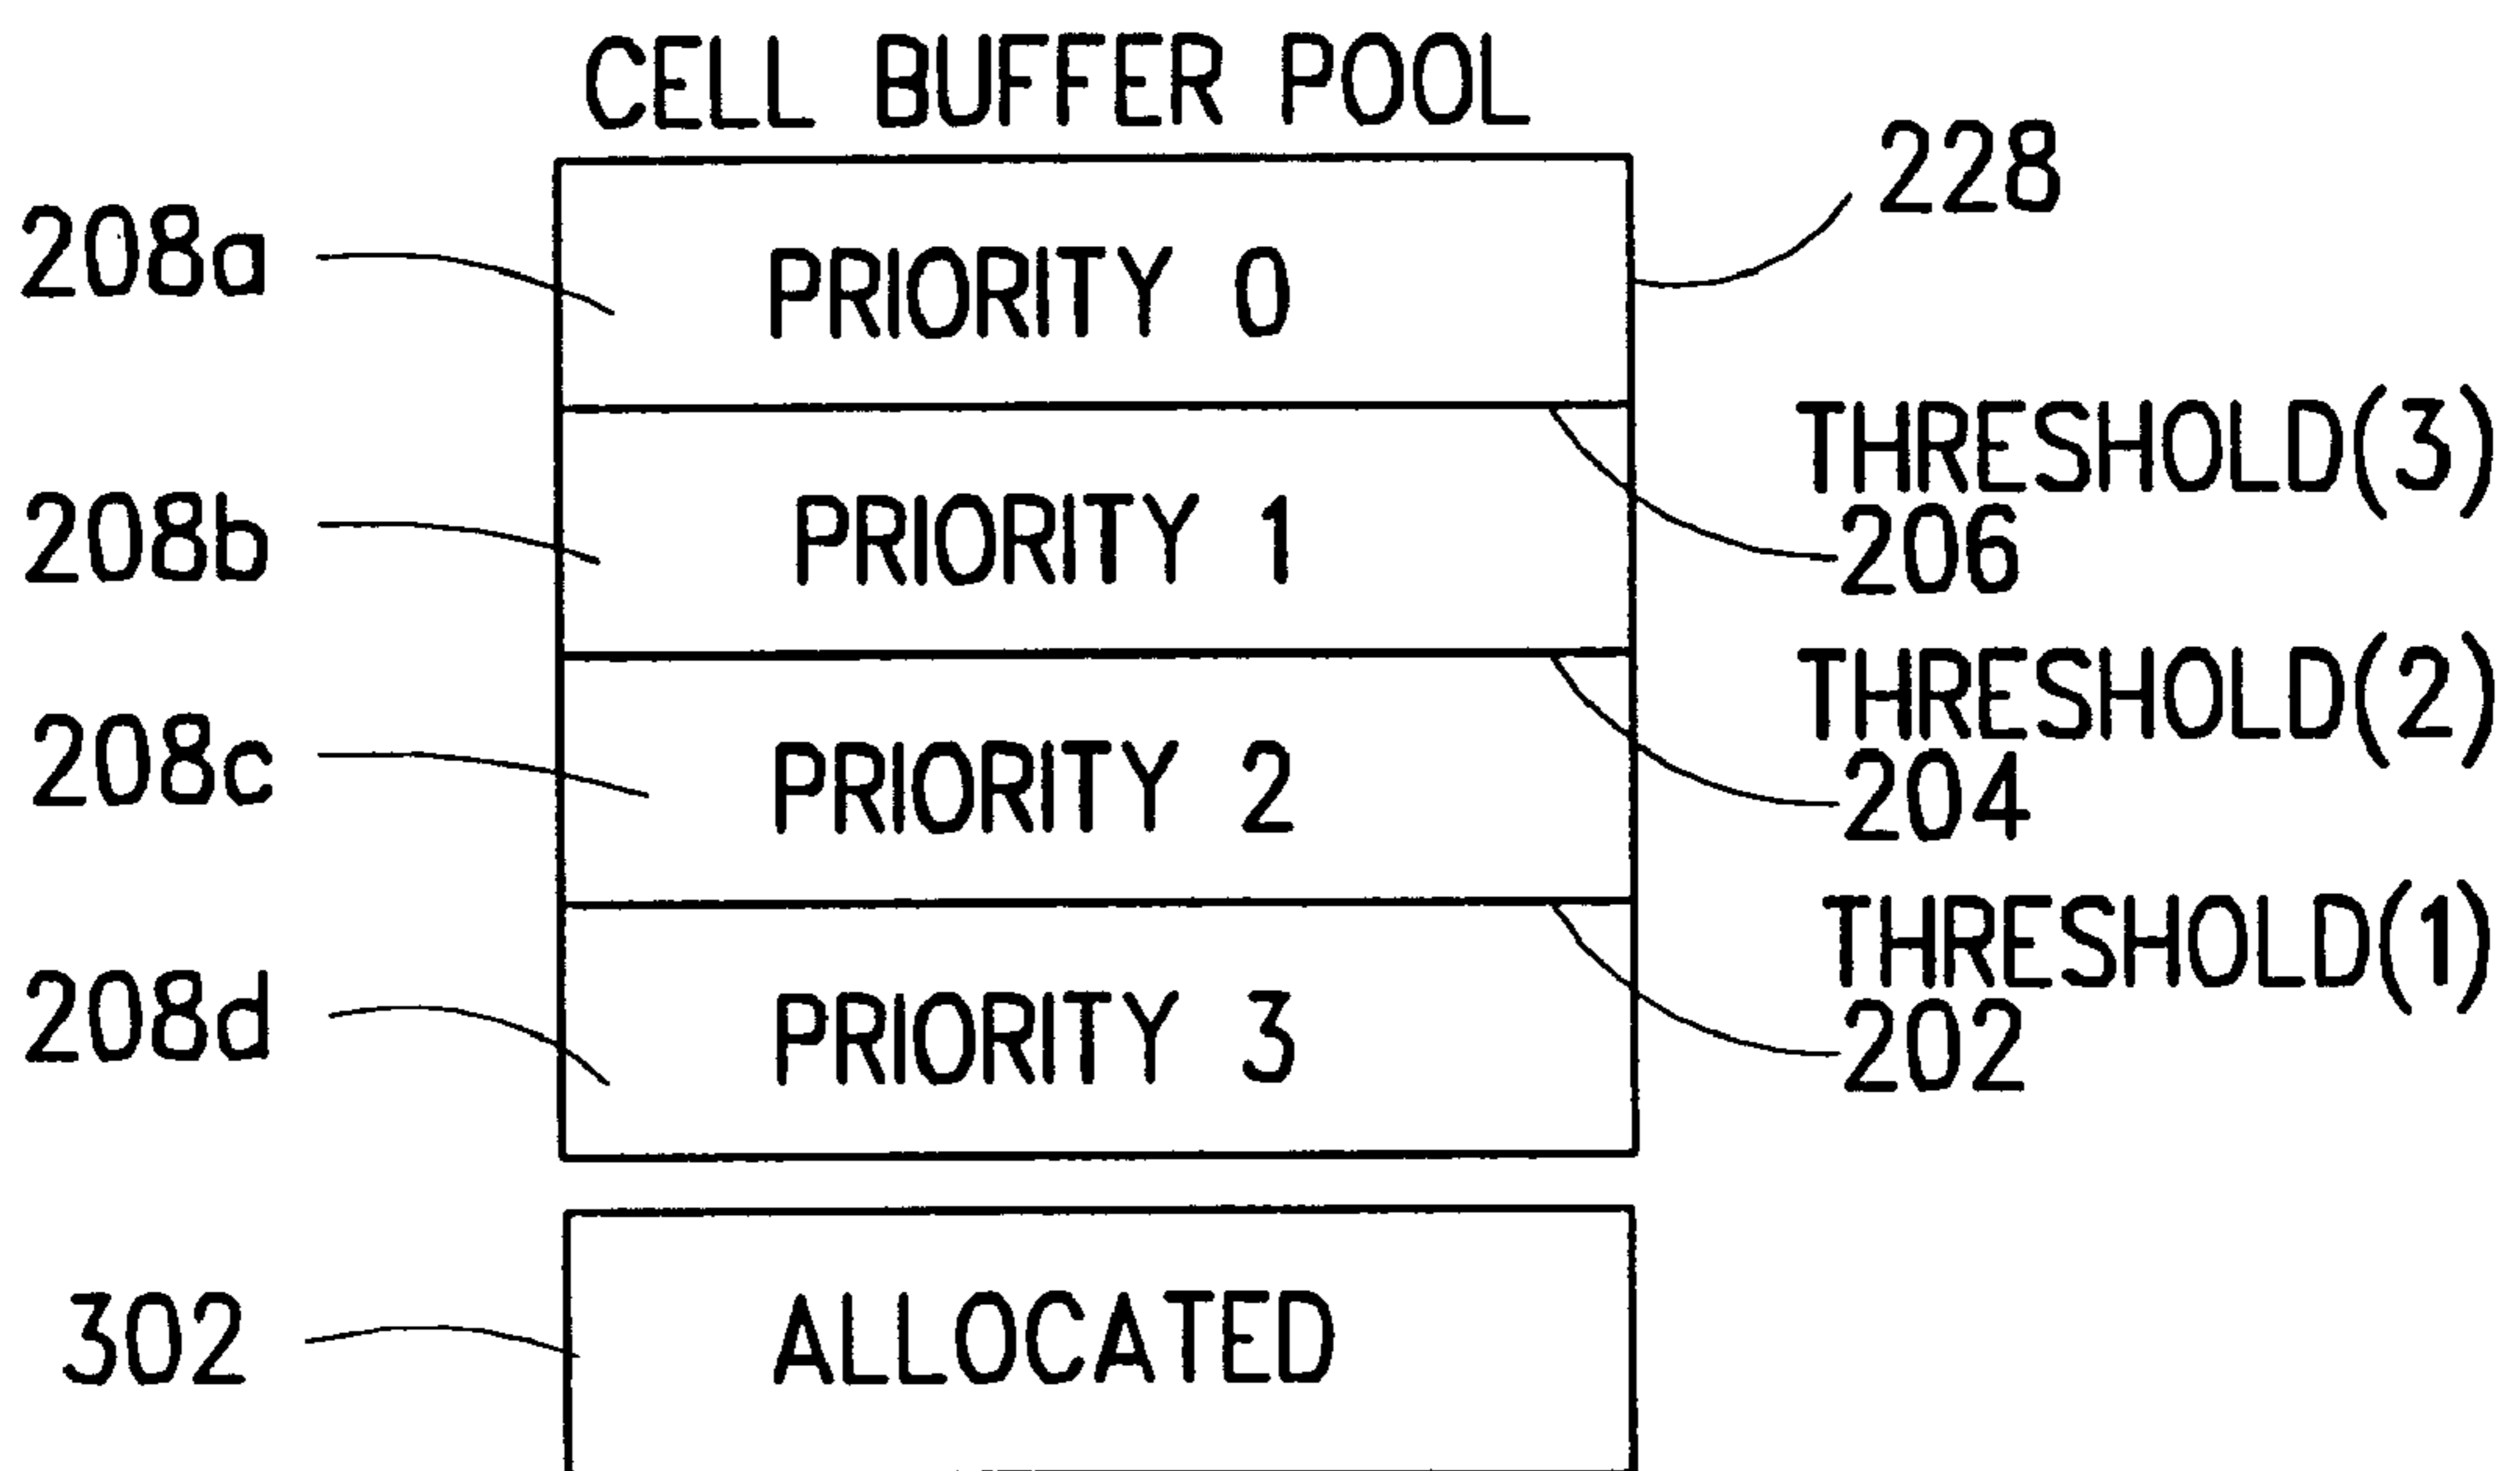 CELL BUFFER POOL
228
208a
PRIORITY 0
THRESHOLD(3)
206
208b
PRIORITY 1
THRESHOLD(2)
204
208c
PRIORITY 2
THRESHOLD(1)
202
208d
PRIORITY 3
302
ALLOCATED